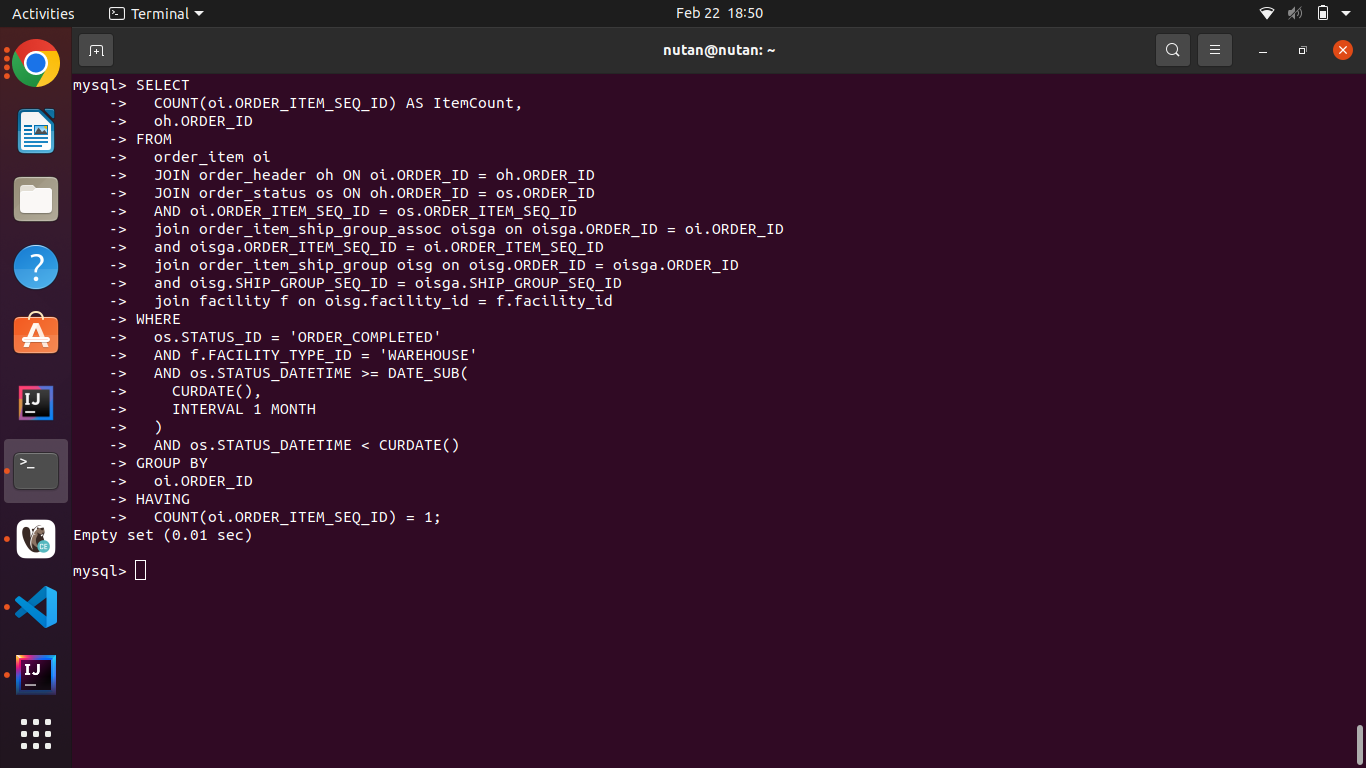 Activities
Terminal
Feb 22 18:50
nutan@nutan: ~
mysql> SELECT
-> COUNT(oi.ORDER_ITEM_SEQ_ID) AS ItemCount,
-> oh.ORDER_ID
-> FROM
-> order_item oi
-> JOIN order_header oh ON oi.ORDER_ID = oh.ORDER_ID
-> JOIN order_status os ON oh.ORDER_ID = os.ORDER_ID
-> AND oi.ORDER_ITEM_SEQ_ID = os.ORDER_ITEM_SEQ_ID
-> join order_item_ship_group_assoc oisga on oisga.ORDER_ID = oi.ORDER_ID
-> and oisga.ORDER_ITEM_SEQ_ID = oi.ORDER_ITEM_SEQ_ID
-> join order_item_ship_group oisg on oisg.ORDER_ID = oisga.ORDER_ID
-> and oisg.SHIP_GROUP_SEQ_ID = oisga.SHIP_GROUP_SEQ_ID
-> join facility f on oisg.facility_id = f.facility_id
-> WHERE
-> os.STATUS_ID = 'ORDER_COMPLETED'
-> AND f.FACILITY_TYPE_ID = 'WAREHOUSE'
-> AND os.STATUS_DATETIME >= DATE_SUB(
-> CURDATE(),
-> INTERVAL 1 MONTH
-> )
-> AND os.STATUS_DATETIME < CURDATE()
-> GROUP BY
-> oi.ORDER_ID
-> HAVING
-> COUNT(oi.ORDER_ITEM_SEQ_ID) = 1;
Empty set (0.01 sec)
mysql>
?
A
IJ
>_
CE
IJ